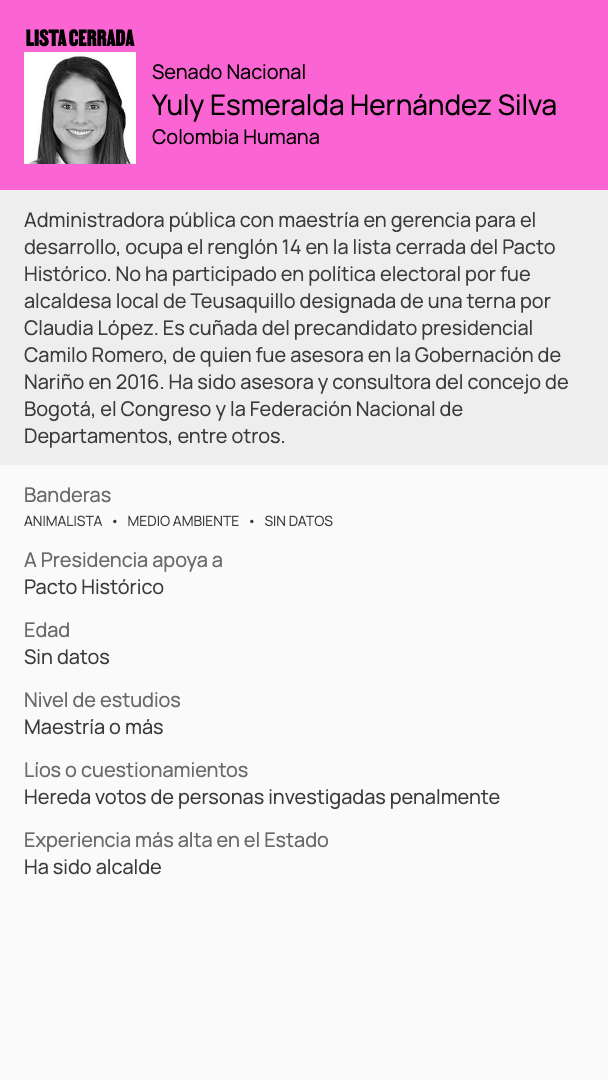 LISTA CERRADA
Senado Nacional
Yuly Esmeralda Hernández Silva
Colombia Humana
Administradora pública con maestría en gerencia para el
desarrollo, ocupa el renglón 14 en la lista cerrada del Pacto
Histórico. No ha participado en política electoral por fue
alcaldesa local de Teusaquillo designada de una terna por
Claudia López. Es cuñada del precandidato presidencial
Camilo Romero, de quien fue asesora en la Gobernación de
Nariño en 2016. Ha sido asesora y consultora del concejo de
Bogotá, el Congreso y la Federación Nacional de
Departamentos, entre otros.
Banderas
ANIMALISTA • MEDIO AMBIENTE • SIN DATOS
A Presidencia apoya a
Pacto Histórico
Edad
Sin datos
Nivel de estudios
Maestría o más
Líos o cuestionamientos
Hereda votos de personas investigadas penalmente
Experiencia más alta en el Estado
Ha sido alcalde